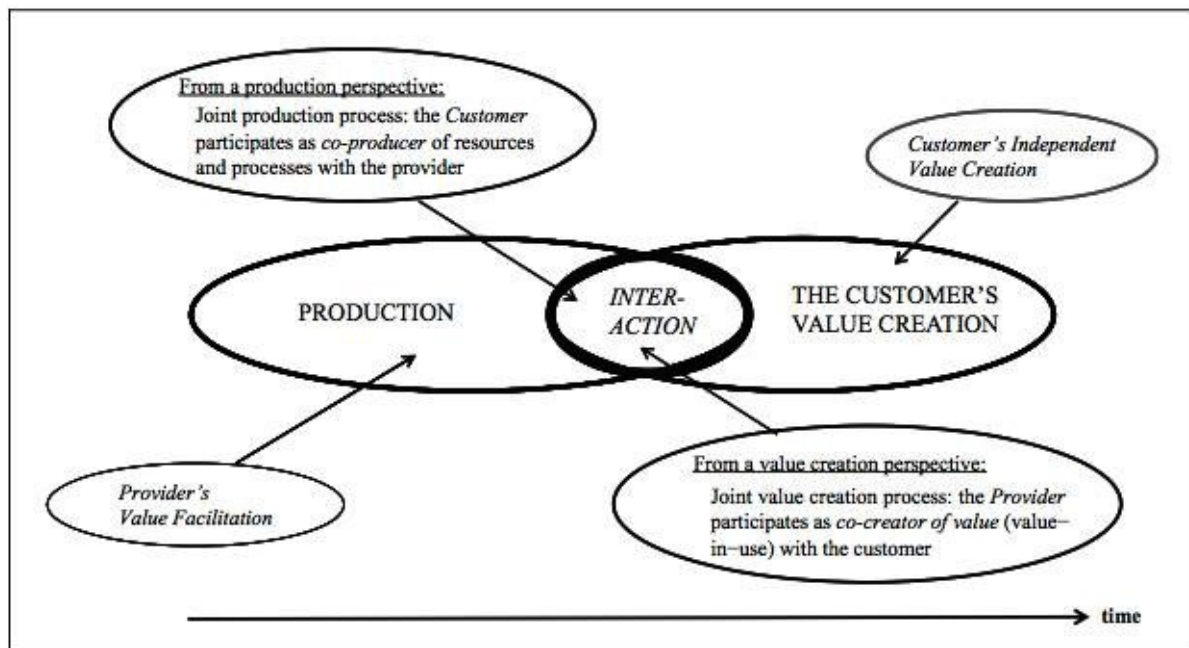 From a production perspective:
Joint production process: the Customer
participates as co-producer of resources
and processes with the provider
Customer's Independent
Value Creation
PRODUCTION
INTER-
ACTION
THE CUSTOMER'S
VALUE CREATION
Provider's
Value Facilitation
From a value creation perspective:
Joint value creation process: the Provider
participates as co-creator of value (value–
in–use) with the customer
time